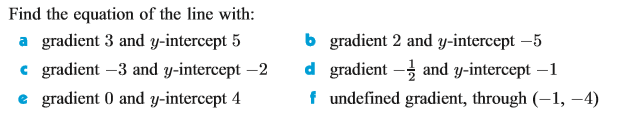 Find the equation of the line with:
a gradient 3 and y-intercept 5
b gradient 2 and y-intercept −5
c gradient −3 and y-intercept −2
d gradient −1/2 and y-intercept −1
e gradient 0 and y-intercept 4
f undefined gradient, through (−1, −4)